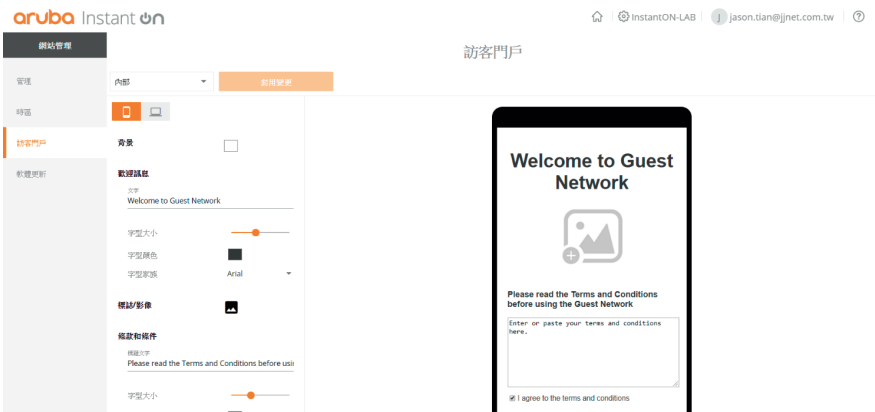 aruba Instant on
InstantON-LAB
J jason.tian@jjnet.com.tw
?
網站管理
訪客門戶
管理
時區
訪客門戶
軟體更新
內部
套用變更
背景
歡迎訊息
文字
Welcome to Guest Network
字型大小
字型顏色
字型家族 Arial
標誌/影像
條款和條件
標題文字
Please read the Terms and Conditions before usin
字型大小
Welcome to Guest
Network
Please read the Terms and Conditions
before using the Guest Network
Enter or paste your terms and conditions
here.
I agree to the terms and conditions